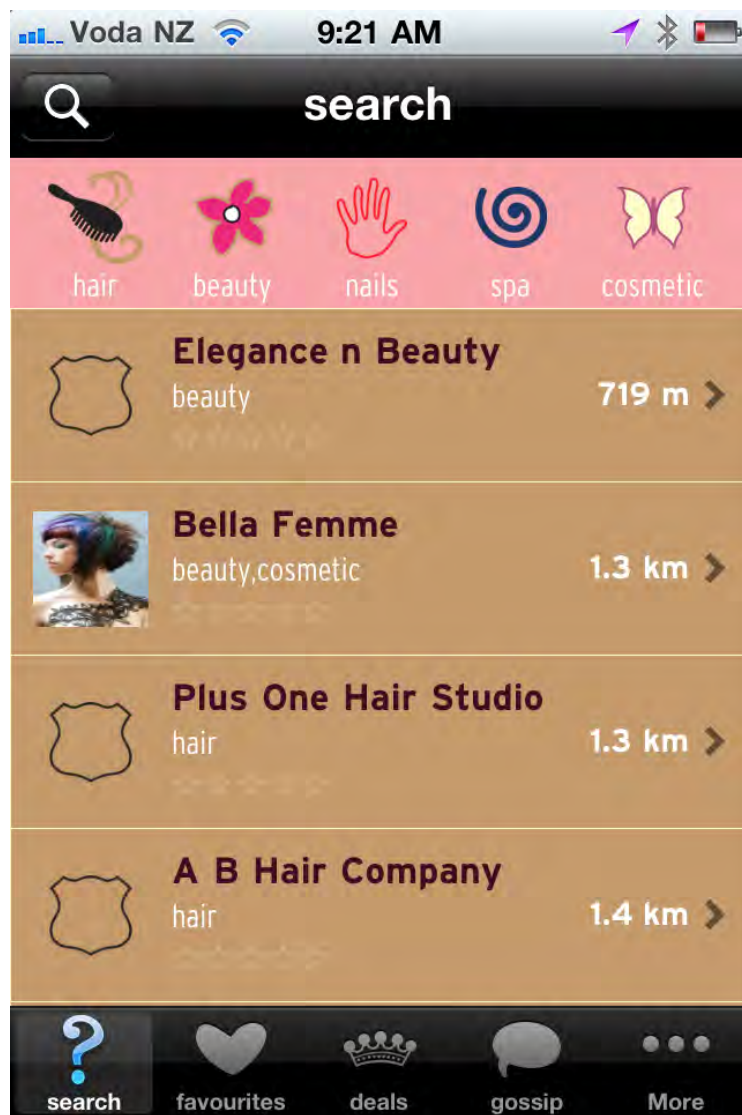 Voda NZ 9:21 AM
search
hair beauty nails spa cosmetic
Elegance n Beauty
beauty
719 m
Bella Femme
beauty,cosmetic
1.3 km
Plus One Hair Studio
hair
1.3 km
A B Hair Company
hair
1.4 km
search favourites deals gossip More